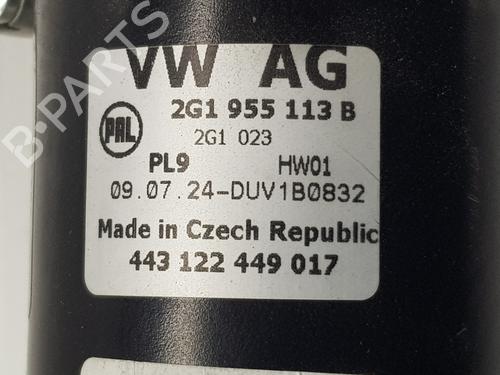 VW AG
2G1 955 113 B
PAL
2G1 023
PL9 HW01
09.07.24-DUV1B0832
Made in Czech Republic
443 122 449 017
B-PARTS